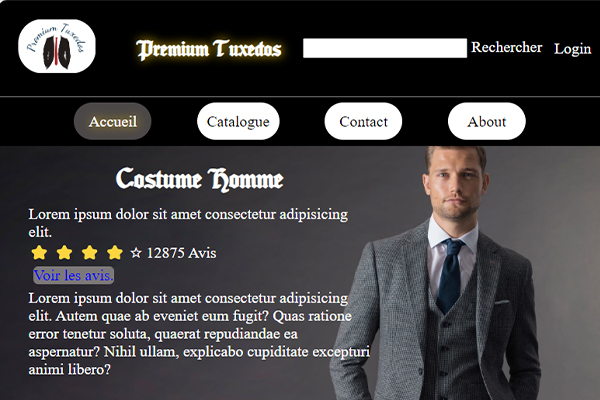 Premium Tuxedos
Premium Tuxedos
Rechercher
Login
Accueil
Catalogue
Contact
About
Costume Homme
Lorem ipsum dolor sit amet consectetur adipisicing
elit.
12875 Avis
Voir les avis.
Lorem ipsum dolor sit amet consectetur adipisicing
elit. Autem quae ab eveniet eum fugit? Quas ratione
error tenetur soluta, quaerat repudiandae ea
aspernatur? Nihil ullam, explicabo cupiditate excepturi
animi libero?